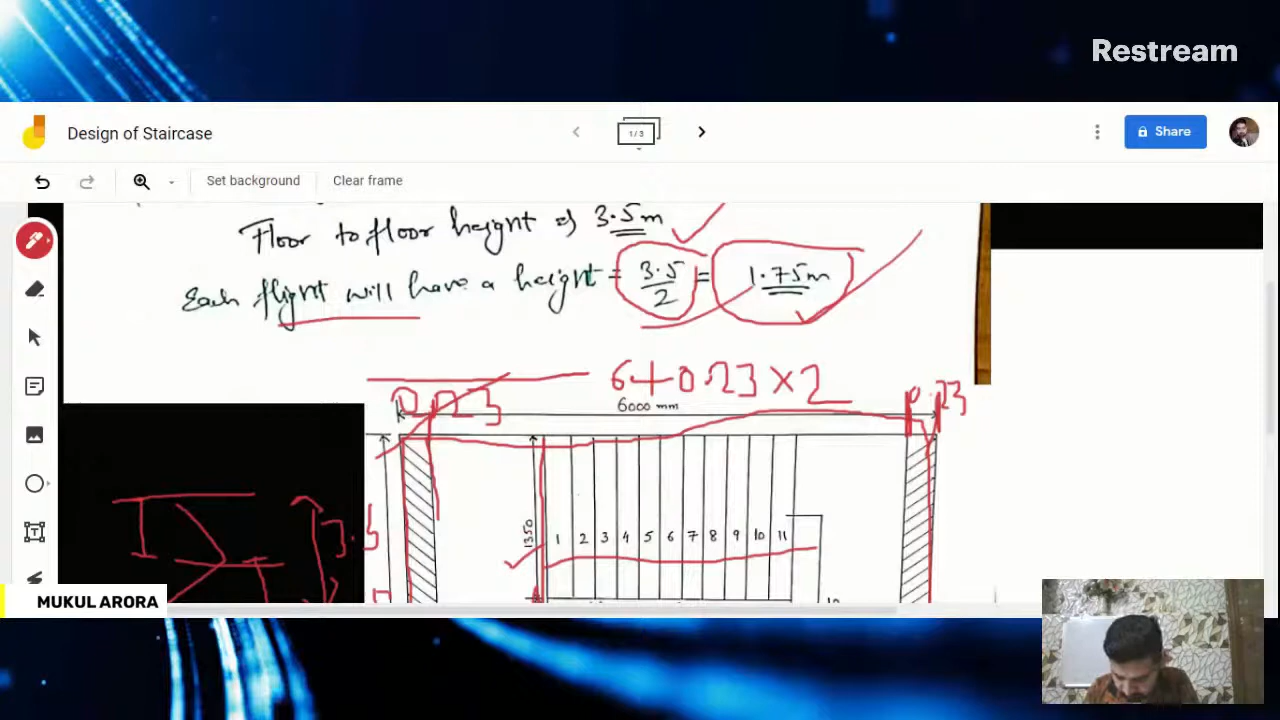 Restream
Design of Staircase
1/3
Share
Set background
Clear frame
Floor to floor height of 3.5m
Each flight will have a height = 3.5/2 = 1.75m
6+0.23×2
0.23
6000 mm
0.23
1350
1 2 3 4 5 6 7 8 9 10 11
3.5
MUKUL ARORA